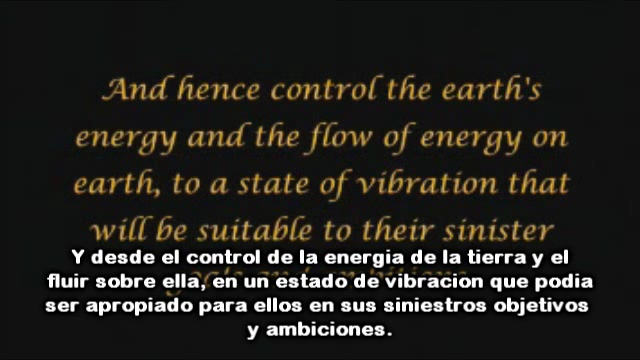 And hence control the earth's
energy and the flow of energy on
earth, to a state of vibration that
will be suitable to their sinister
Y desde el control de la energia de la tierra y el
fluir sobre ella, en un estado de vibracion que podia
ser apropiado para ellos en sus siniestros objetivos
y ambiciones.